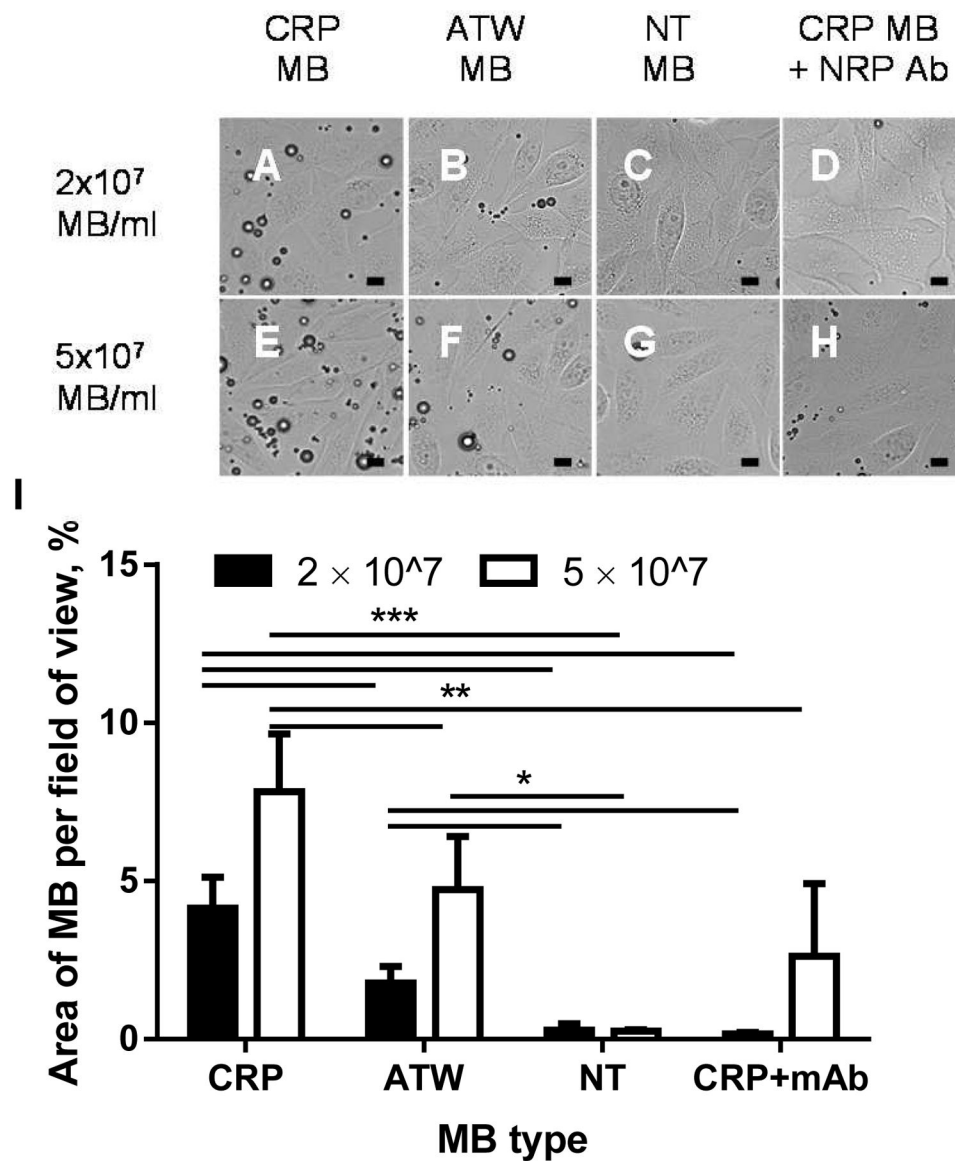 CRP MB
ATW MB
NT MB
CRP MB + NRP Ab
2x10⁷ MB/ml
A
B
C
D
5x10⁷ MB/ml
E
F
G
H
I
Area of MB per field of view, %
15
10
5
0
2 × 10^7
5 × 10^7
***
**
*
CRP
ATW
NT
CRP+mAb
MB type